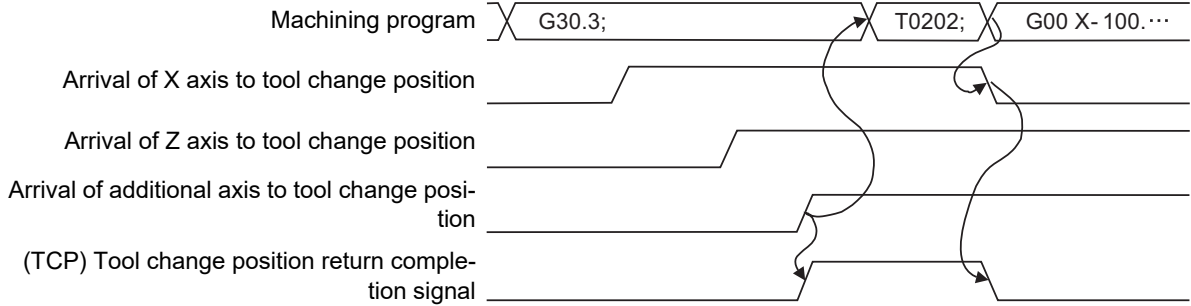 Machining program
G30.3;
T0202;
G00 X- 100. ···
Arrival of X axis to tool change position
Arrival of Z axis to tool change position
Arrival of additional axis to tool change posi-
tion
(TCP) Tool change position return comple-
tion signal